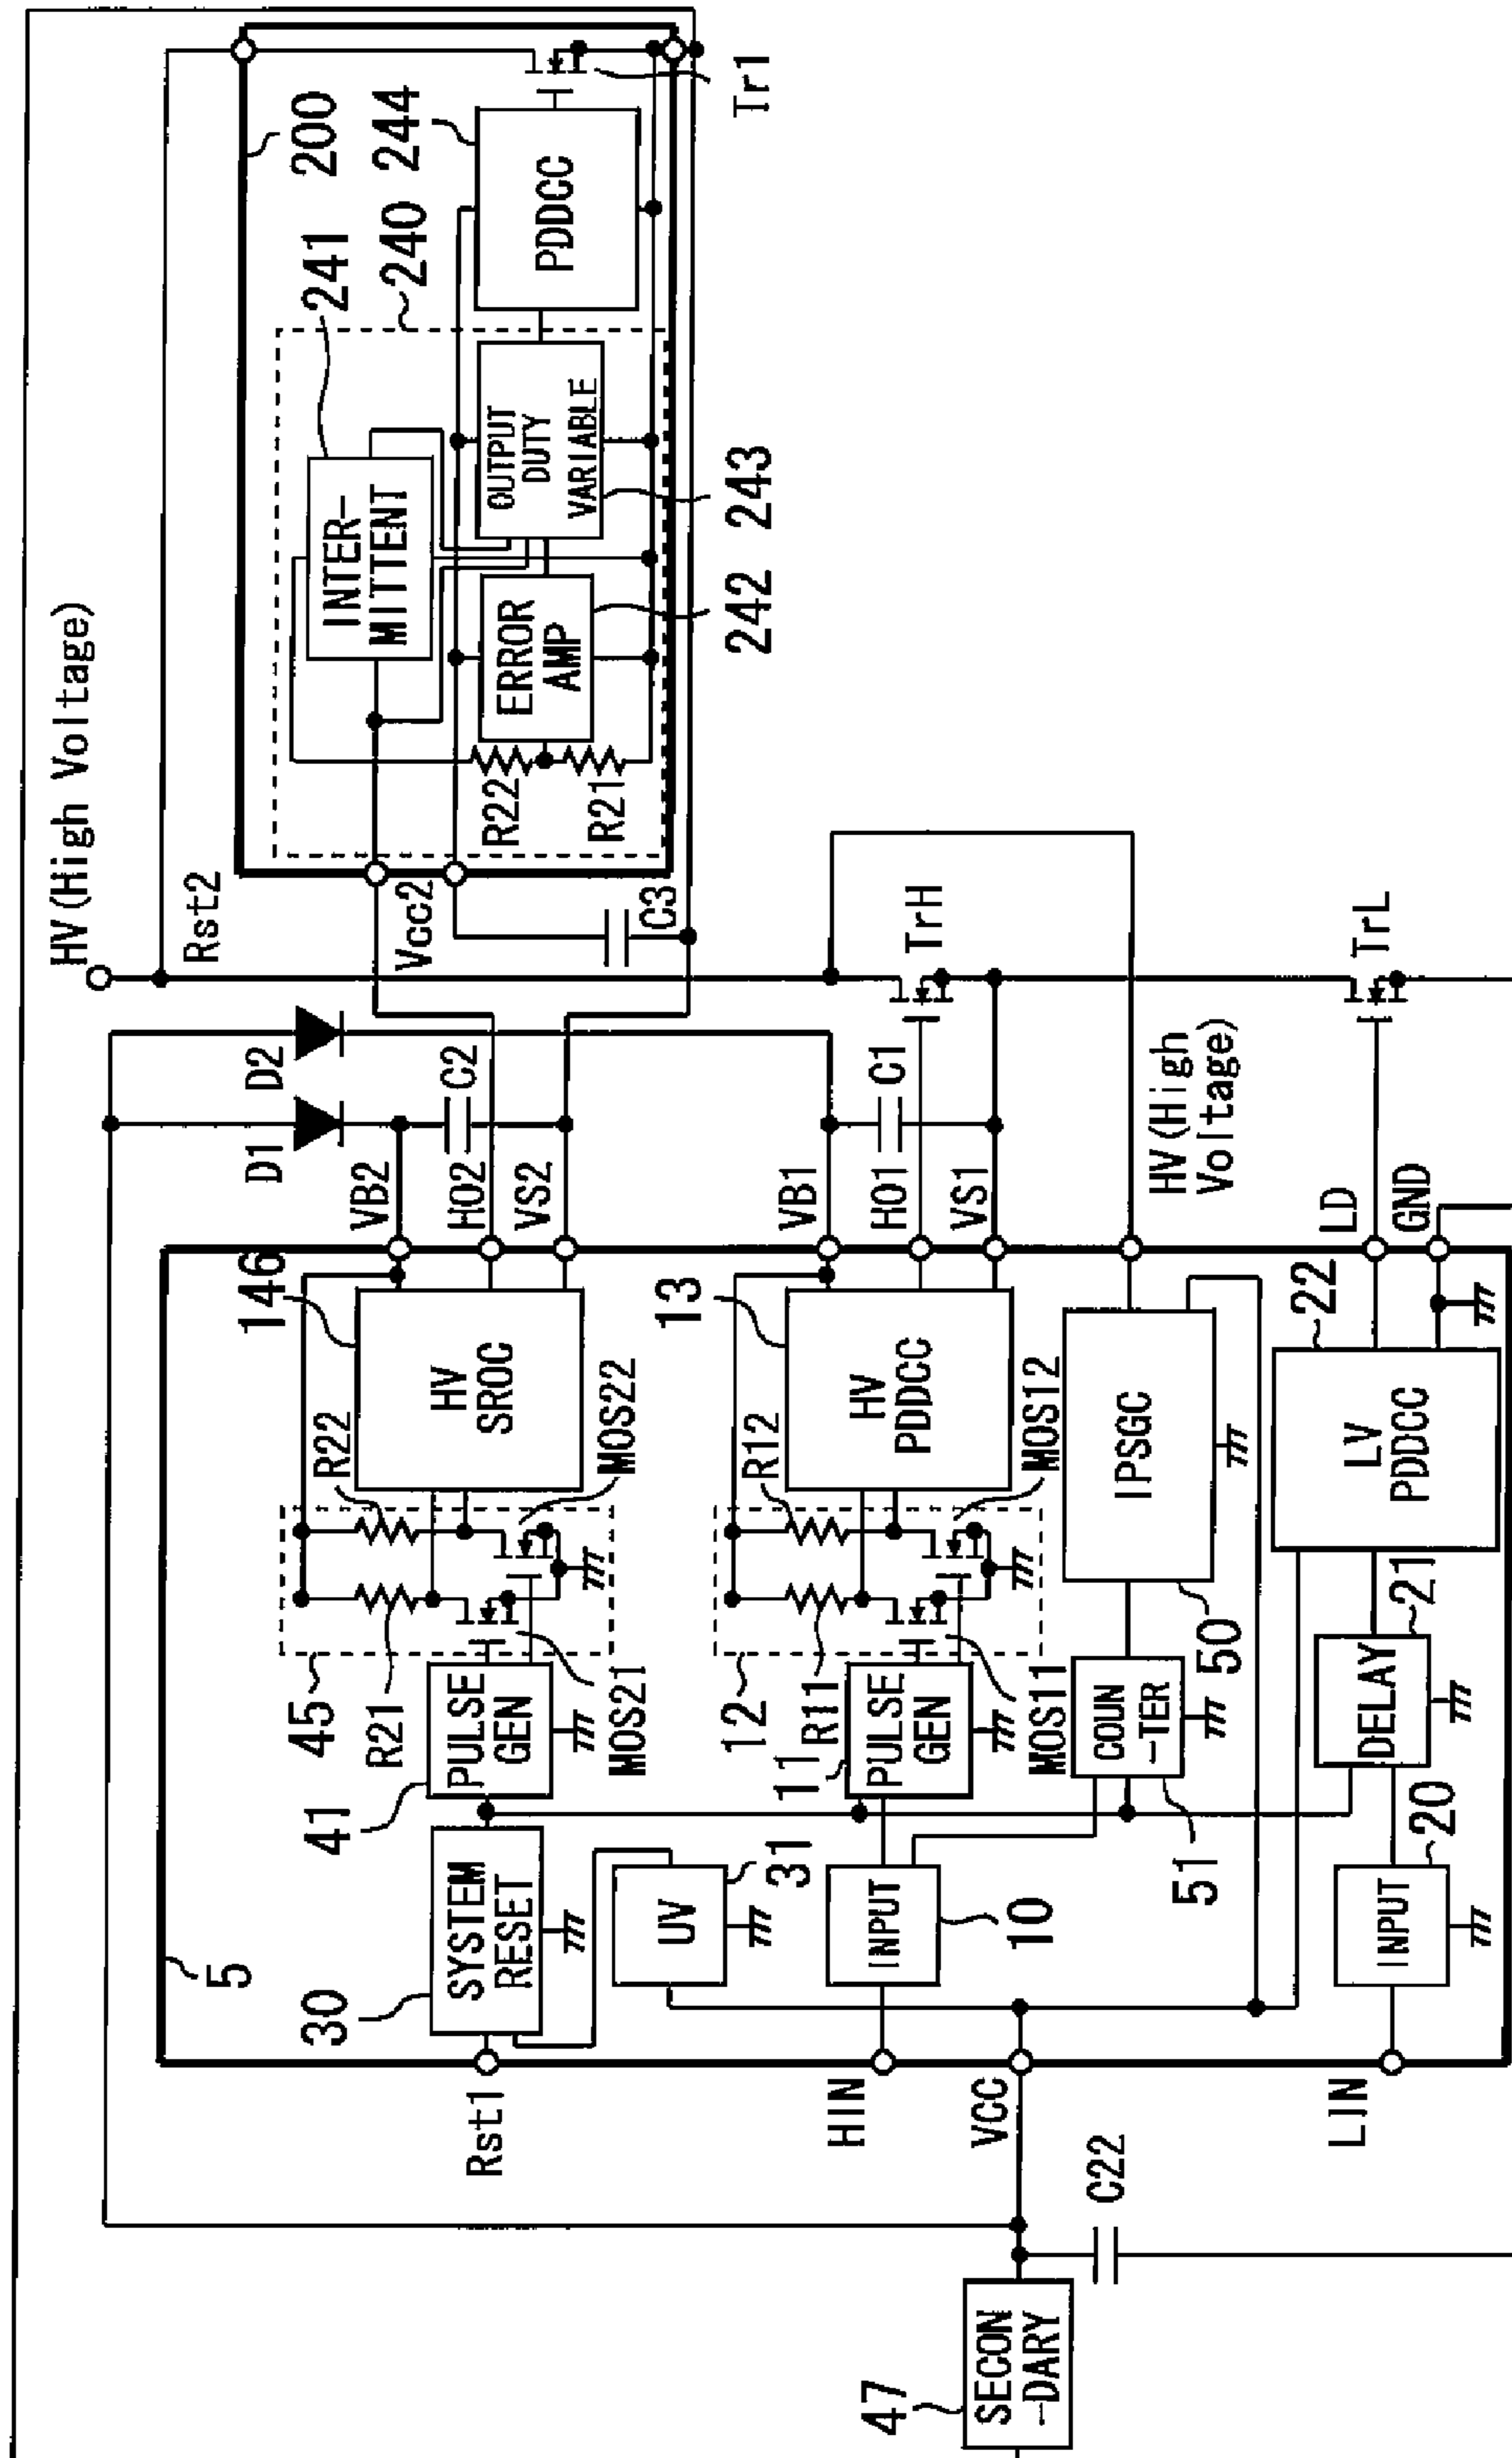 HV(High Voltage)
Rst2
Vcc2
C3
200
241
240
244
INTER-
MITTENT
ERROR
AMP
OUTPUT
DUTY
VARIABLE
PDDCC
R22
R21
242
243
Tr1
D1
D2
VB2
C2
HO2
VS2
VB1
C1
HO1
VS1
TrH
HV(High
Voltage)
LD
GND
TrL
5
30
SYSTEM
RESET
41
PULSE
GEN
45
R21
R22
MOS21
MOS22
146
HV
SROC
UV
31
INPUT
10
11
PULSE
GEN
12
R11
R12
MOS11
MOS12
13
HV
PDDCC
COUN
-TER
51
IPSGC
50
INPUT
20
DELAY
21
LV
PDDCC
22
Rst1
HIN
VCC
LIN
C22
47
SECON
-DARY